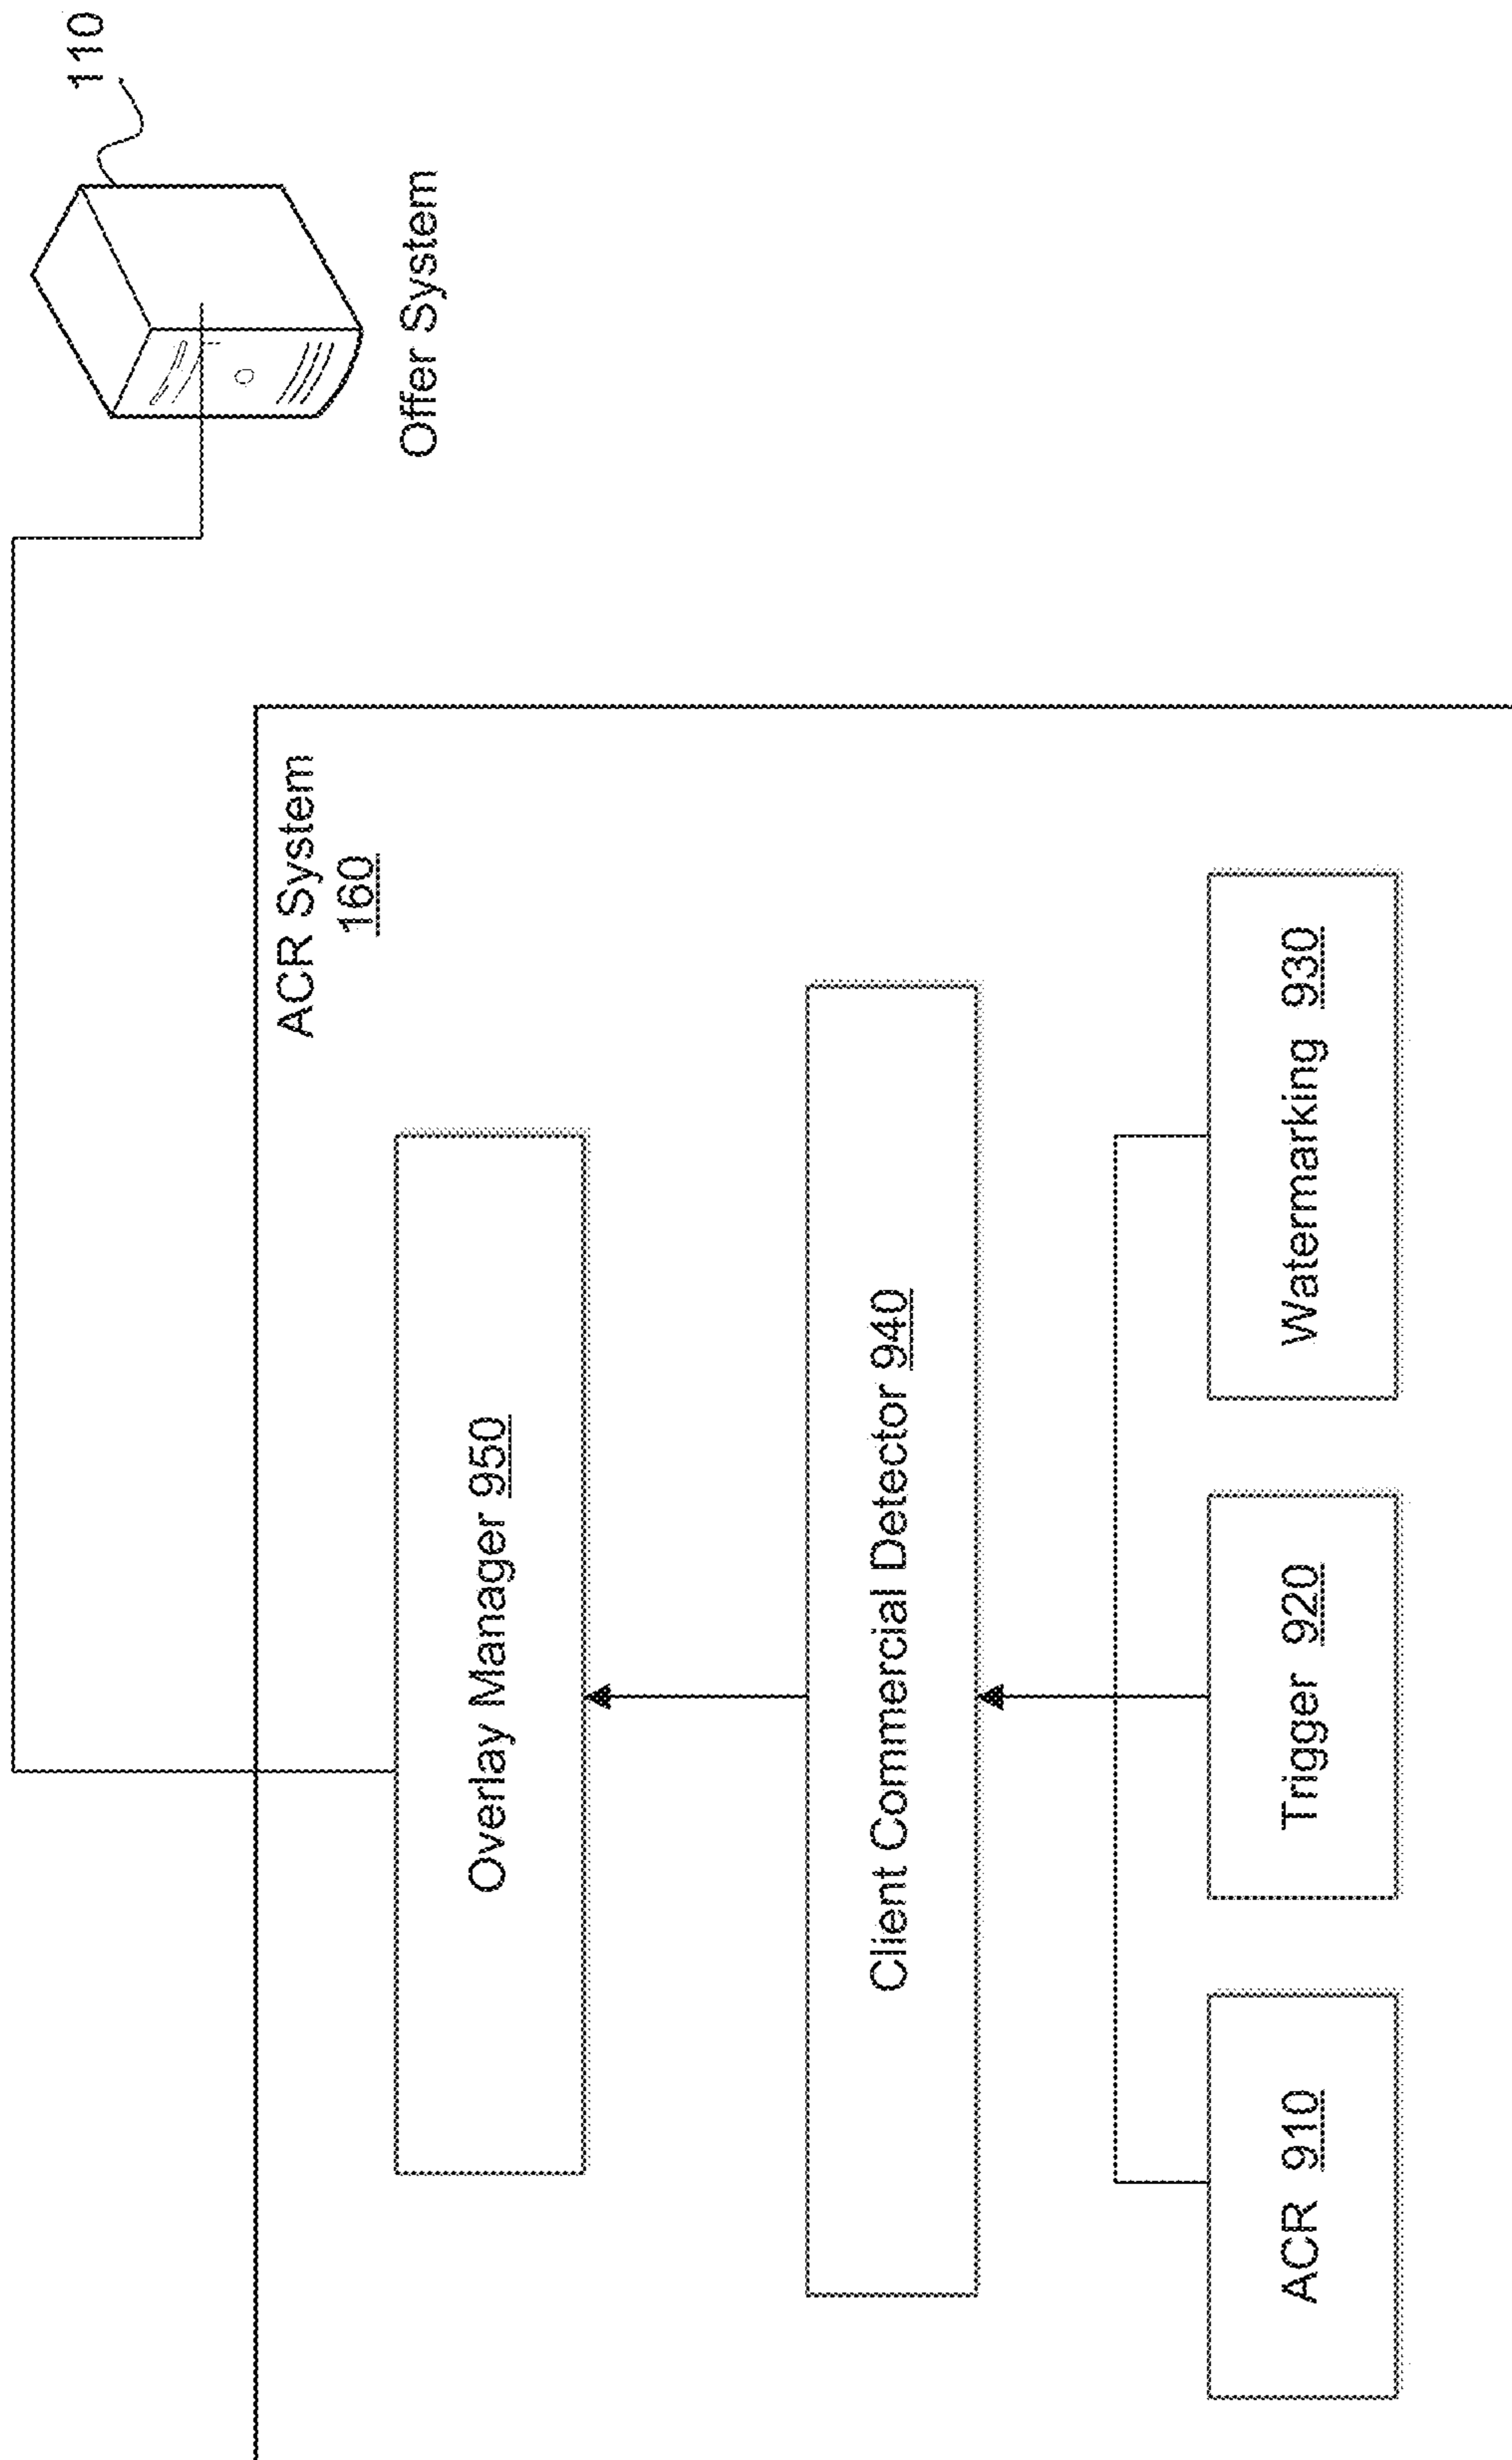 110
Offer System
ACR System
160
Overlay Manager 950
Client Commercial Detector 940
ACR 910
Trigger 920
Watermarking 930